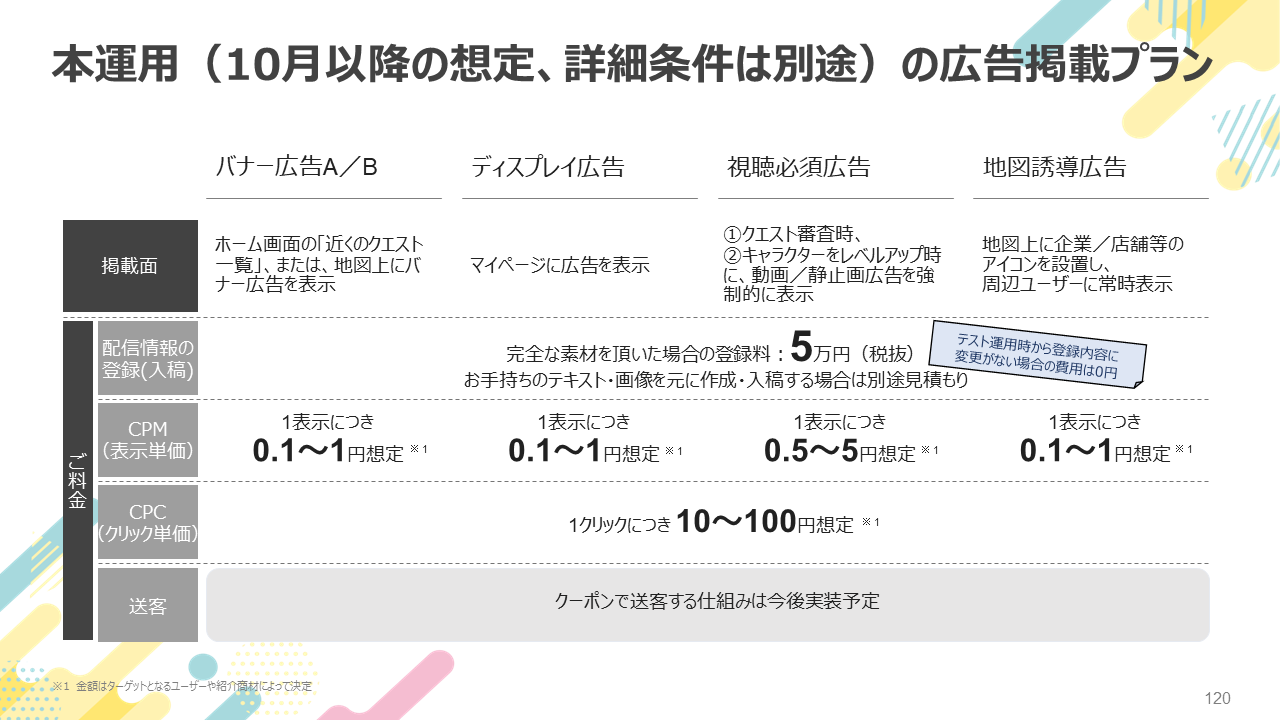 本運用（10月以降の想定、詳細条件は別途）の広告掲載プラン
バナー広告A／B
ディスプレイ広告
視聴必須広告
地図誘導広告
掲載面
ホーム画面の「近くのクエスト
一覧」、または、地図上にバ
ナー広告を表示
マイページに広告を表示
①クエスト審査時、
②キャラクターをレベルアップ時
に、動画／静止画広告を強
制的に表示
地図上に企業／店舗等の
アイコンを設置し、
周辺ユーザーに常時表示
ご料金
配信情報の
登録(入稿)
完全な素材を頂いた場合の登録料：5万円（税抜）
お手持ちのテキスト・画像を元に作成・入稿する場合は別途見積もり
テスト運用時から登録内容に
変更がない場合の費用は0円
CPM
（表示単価）
1表示につき
0.1～1円想定 ※1
1表示につき
0.1～1円想定 ※1
1表示につき
0.5～5円想定 ※1
1表示につき
0.1～1円想定 ※1
CPC
（クリック単価）
1クリックにつき 10～100円想定 ※1
送客
クーポンで送客する仕組みは今後実装予定
※1 金額はターゲットとなるユーザーや紹介商材によって決定
120